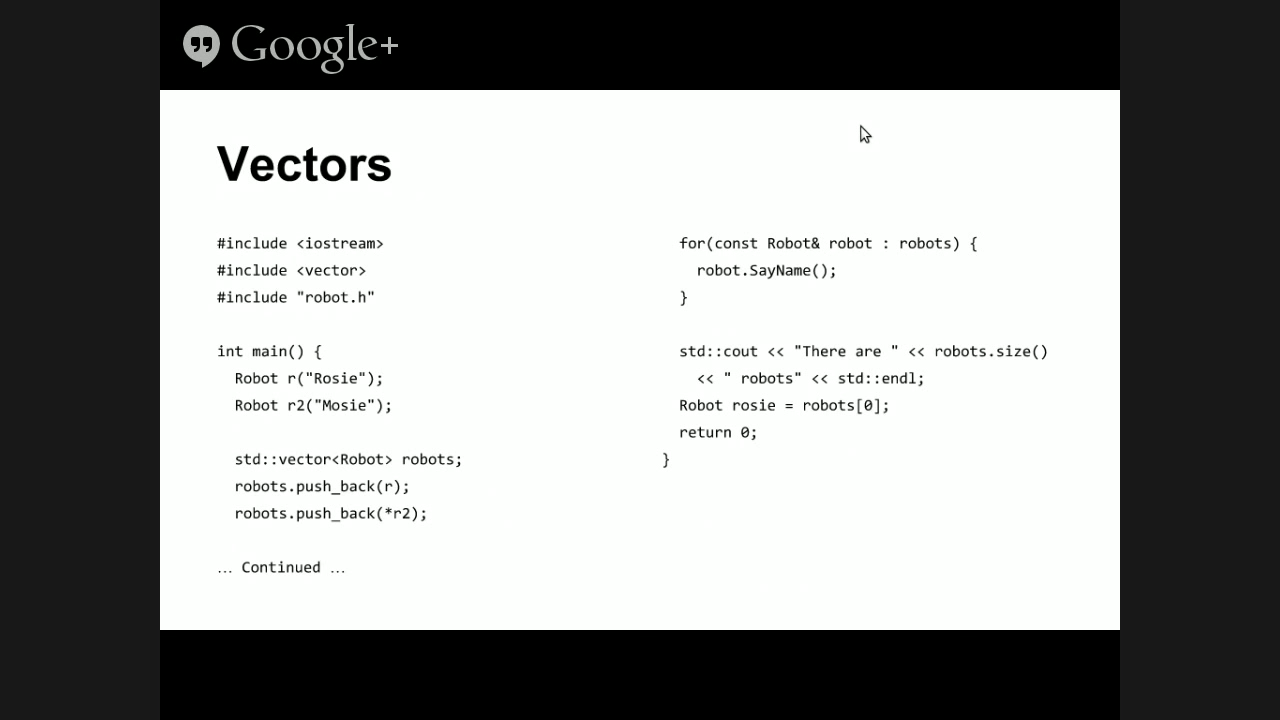 Google+
Vectors
#include <iostream>
#include <vector>
#include "robot.h"
int main() {
Robot r("Rosie");
Robot r2("Mosie");
std::vector<Robot> robots;
robots.push_back(r);
robots.push_back(*r2);
… Continued …
for(const Robot& robot : robots) {
robot.SayName();
}
std::cout << "There are " << robots.size()
<< " robots" << std::endl;
Robot rosie = robots[0];
return 0;
}